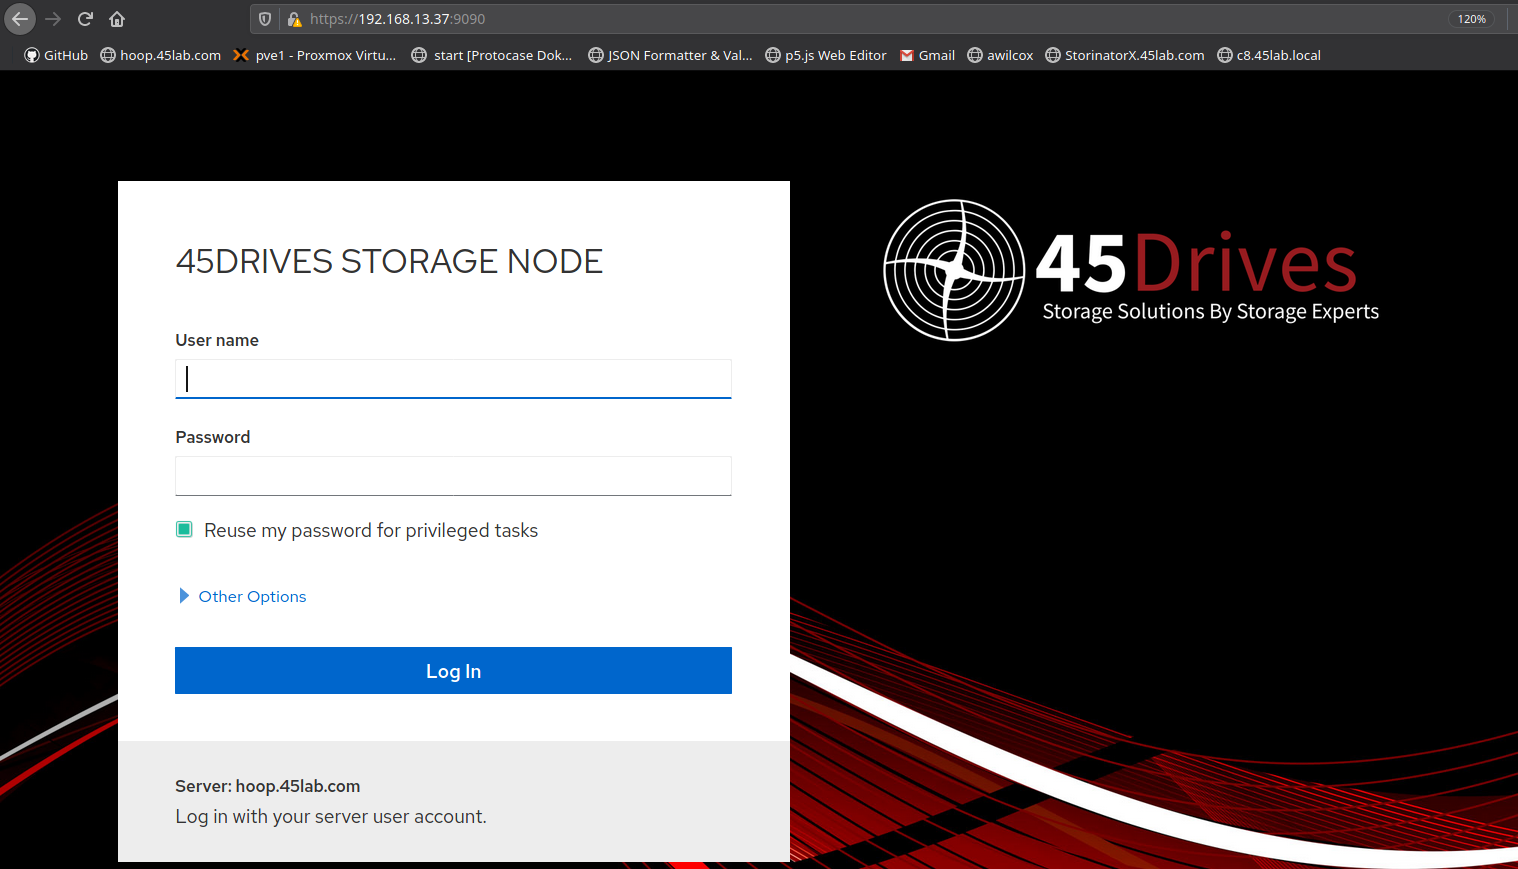 https://192.168.13.37:9090
120%
GitHub hoop.45lab.com pve1 - Proxmox Virtu... start [Protocase Dok... JSON Formatter & Val... p5.js Web Editor Gmail awilcox StorinatorX.45lab.com c8.45lab.local
45DRIVES STORAGE NODE
User name
Password
Reuse my password for privileged tasks
Other Options
Log In
Server: hoop.45lab.com
Log in with your server user account.
45Drives
Storage Solutions By Storage Experts